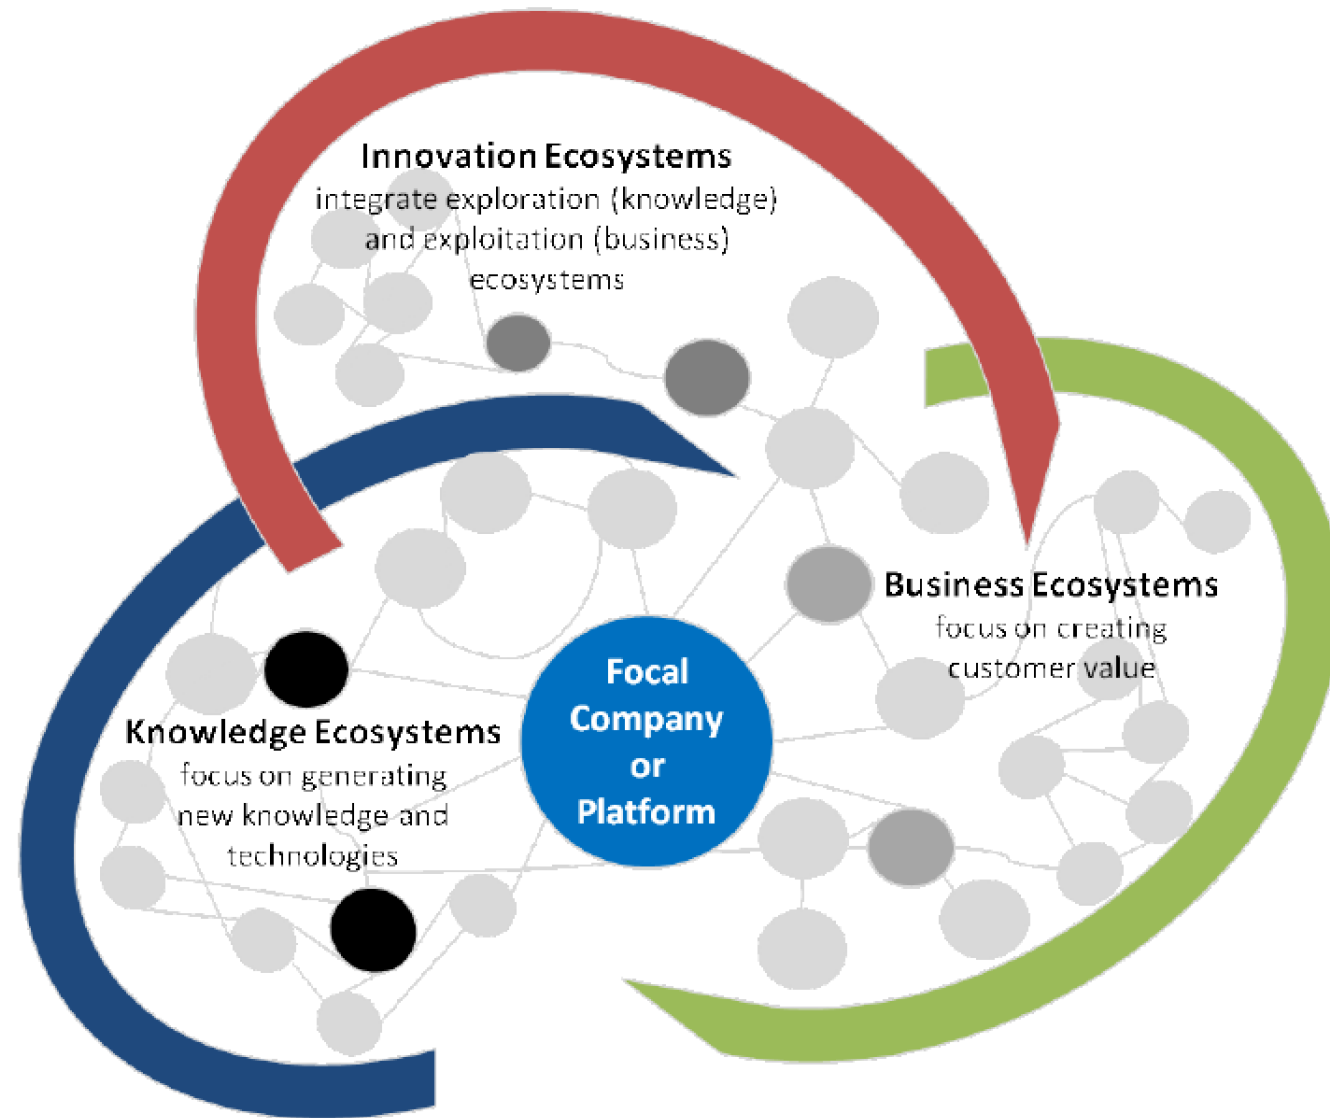 Innovation Ecosystems
integrate exploration (knowledge)
and exploitation (business)
ecosystems
Business Ecosystems
focus on creating
customer value
Focal
Company
or
Platform
Knowledge Ecosystems
focus on generating
new knowledge and
technologies